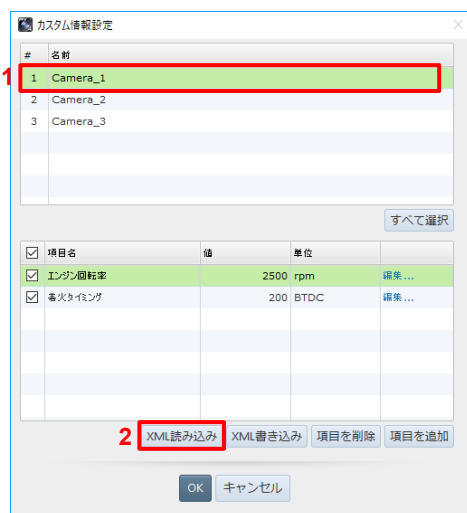 カスタム情報設定
# 名前
1 1 Camera_1
2 Camera_2
3 Camera_3
すべて選択
項目名 値 単位
エンジン回転率 2500 rpm 編集...
着火タイミング 200 BTDC 編集...
2 XML読み込み XML書き込み 項目を削除 項目を追加
OK キャンセル